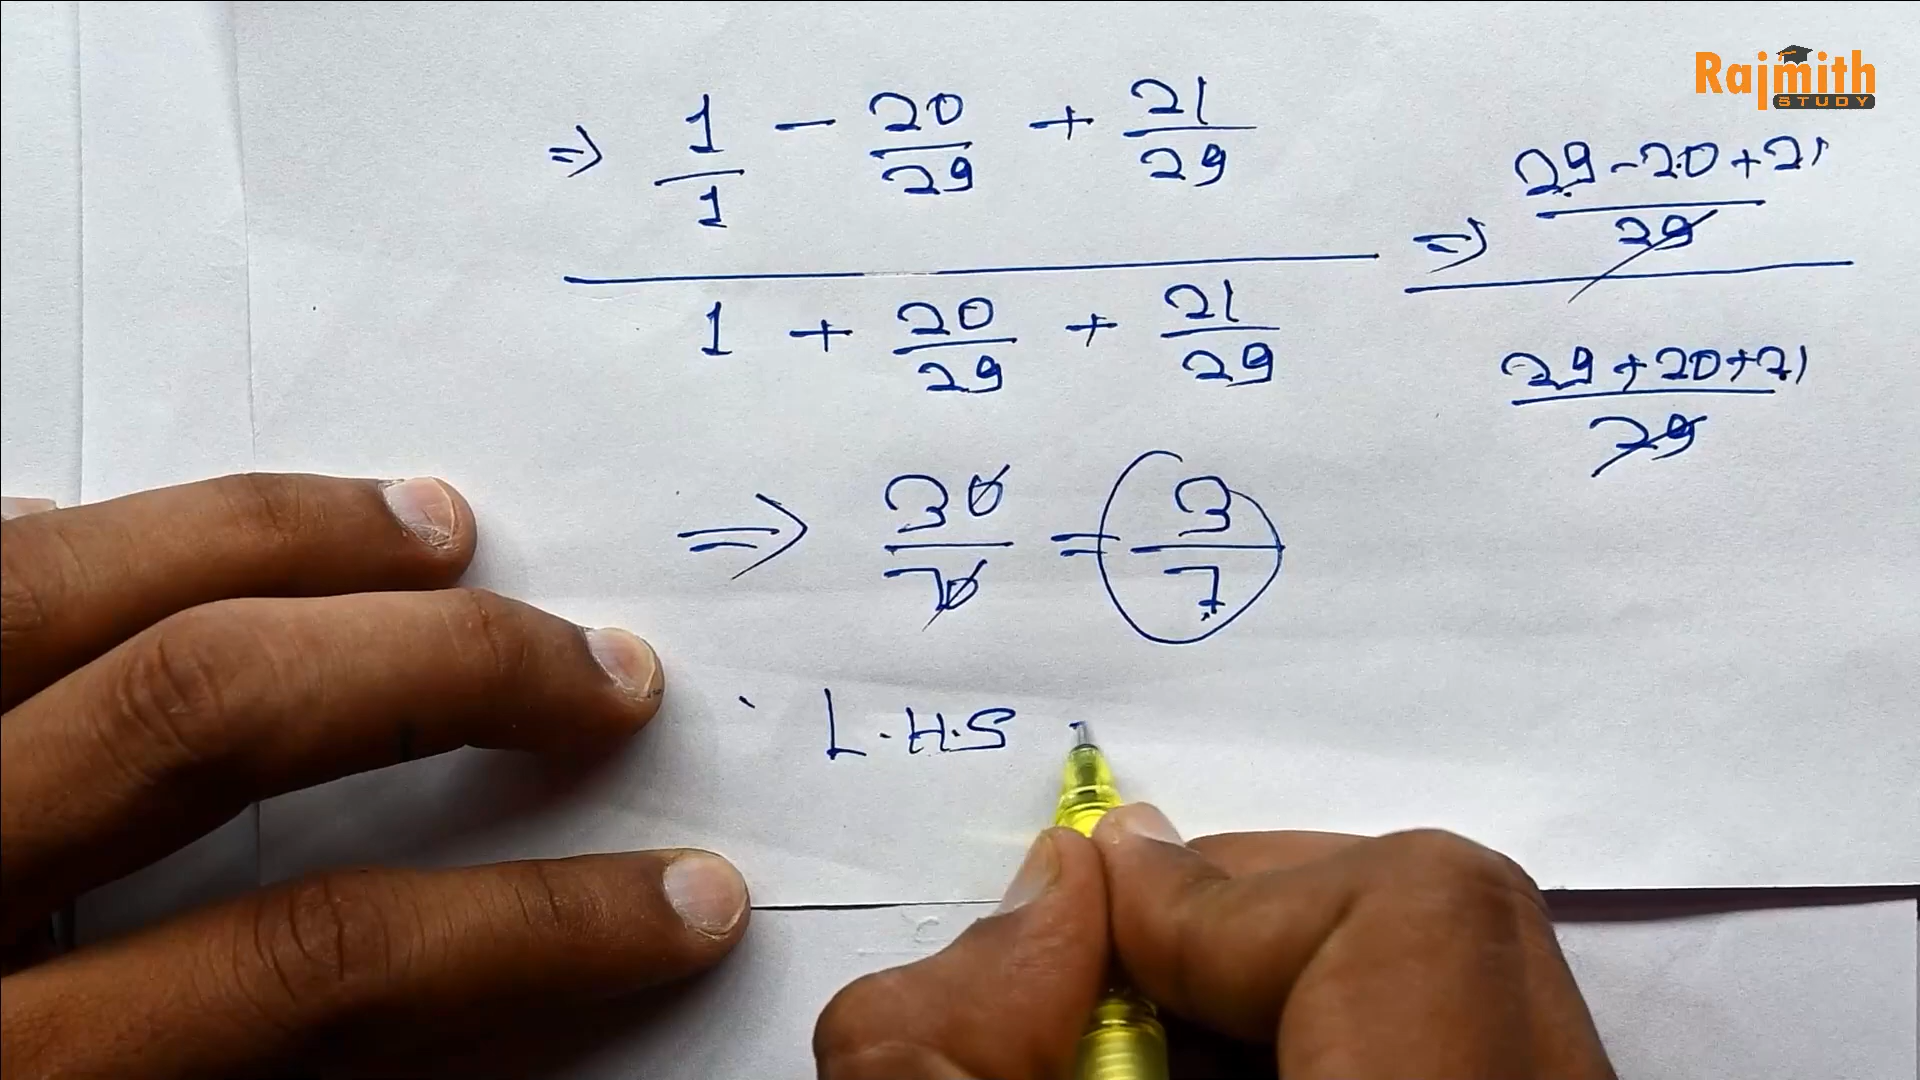 Rajmith
STUDY
⇒ 1/1 - 20/29 + 21/29
1 + 20/29 + 21/29
⇒ 29 - 20 + 21 / 29
29 + 20 + 21 / 29
⇒ 30/70 = 3/7
L.H.S